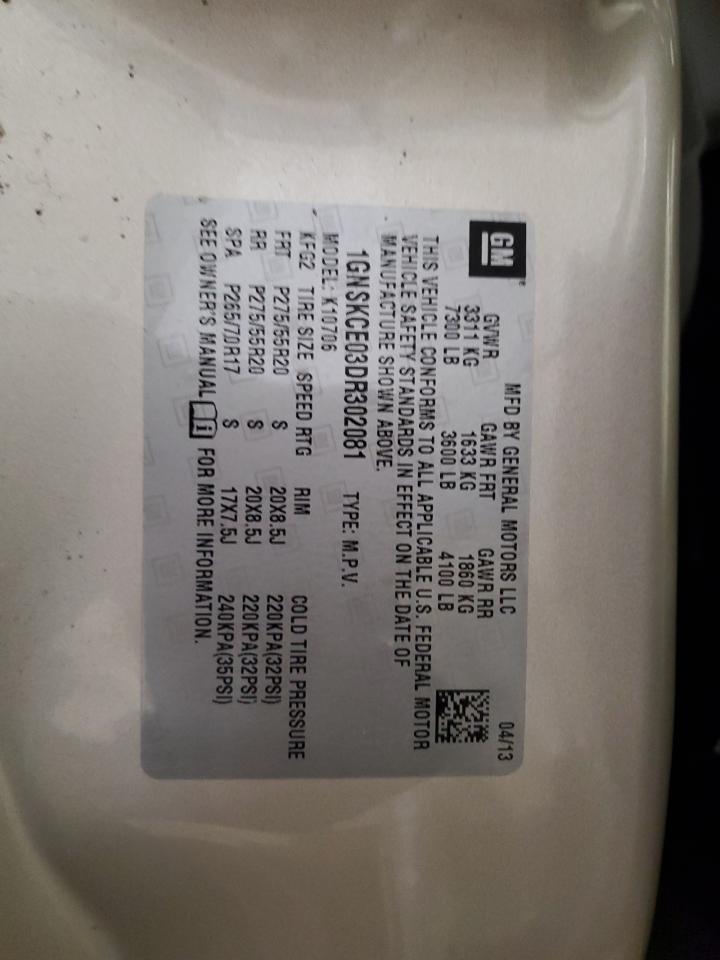 GM
MFD BY GENERAL MOTORS LLC 04/13
GVWR GAWR FRT GAWR RR
3311 KG 1633 KG 1860 KG
7300 LB 3600 LB 4100 LB
THIS VEHICLE CONFORMS TO ALL APPLICABLE U.S. FEDERAL MOTOR
VEHICLE SAFETY STANDARDS IN EFFECT ON THE DATE OF
MANUFACTURE SHOWN ABOVE.
1GNSKCE03DR302081 TYPE: M.P.V.
MODEL: K10706
KFG2 TIRE SIZE SPEED RTG RIM COLD TIRE PRESSURE
FRT P275/55R20 S 20X8.5J 220KPA(32PSI)
RR P275/55R20 S 20X8.5J 220KPA(32PSI)
SPA P265/70R17 S 17X7.5J 240KPA(35PSI)
SEE OWNER'S MANUAL i FOR MORE INFORMATION.